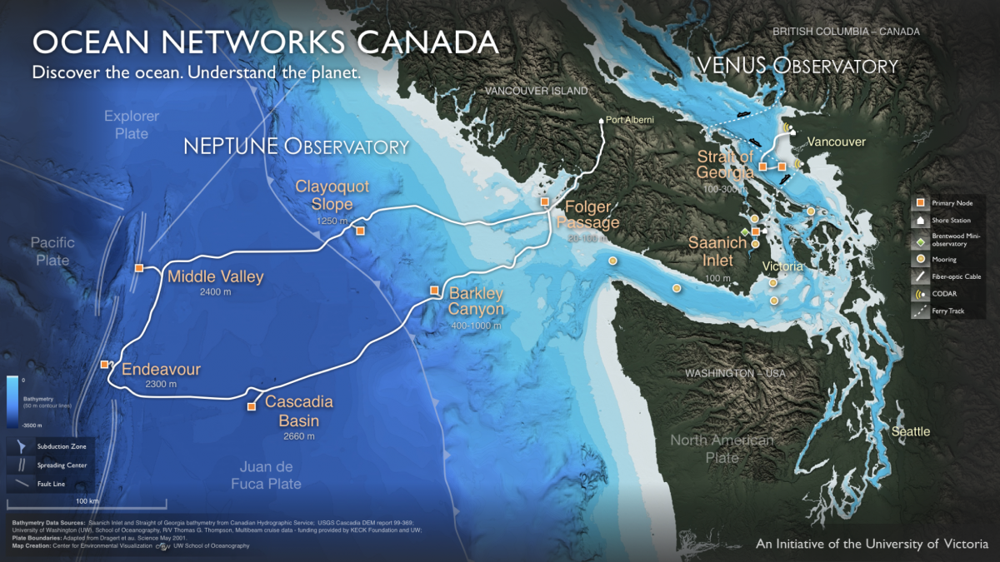 OCEAN NETWORKS CANADA
Discover the ocean. Understand the planet.
BRITISH COLUMBIA – CANADA
VENUS OBSERVATORY
VANCOUVER ISLAND
Port Alberni
Explorer
Plate
NEPTUNE OBSERVATORY
Vancouver
Strait of
Georgia
100-300 m
Clayoquot
Slope
1250 m
Folger
Passage
20-100 m
Saanich
Inlet
100 m
Victoria
Pacific
Plate
Middle Valley
2400 m
Barkley
Canyon
400-1000 m
Primary Node
Shore Station
Brentwood Mini-
observatory
Mooring
Fiber-optic Cable
CODAR
Ferry Track
Endeavour
2300 m
Cascadia
Basin
2660 m
WASHINGTON – USA
North American
Plate
Seattle
Juan de
Fuca Plate
0
Bathymetry
(50 m contour lines)
-3500 m
Subduction Zone
Spreading Center
Fault Line
100 km
Bathymetry Data Sources: Saanich Inlet and Straight of Georgia bathymetry from Canadian Hydrographic Service; USGS Cascadia DEM report 99-369;
University of Washington (UW), School of Oceanography, R/V Thomas G. Thompson, Multibeam cruise data - funding provided by KECK Foundation and UW;
Plate Boundaries: Adapted from Dragert et au. Science May 2001.
Map Creation: Center for Environmental Visualization UW School of Oceanography
An Initiative of the University of Victoria